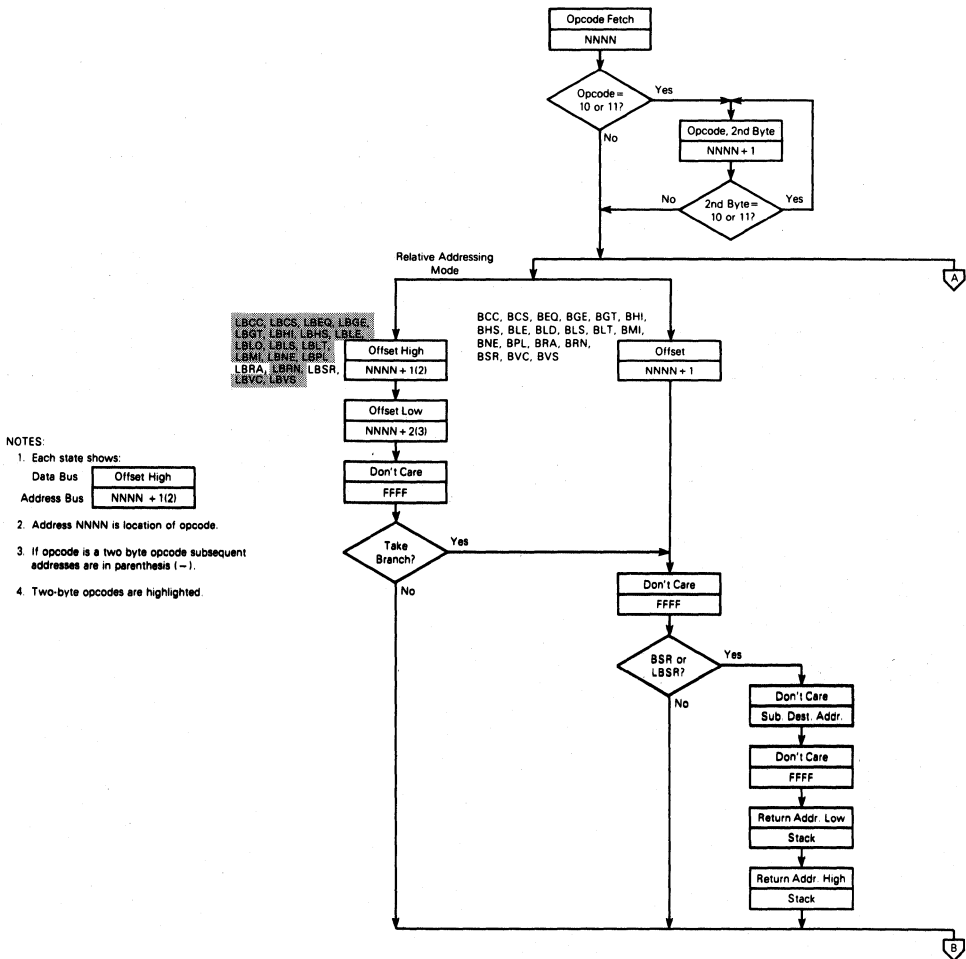 Opcode Fetch
NNNN
Opcode =
10 or 11?
Yes
No
Opcode, 2nd Byte
NNNN + 1
No
2nd Byte =
10 or 11?
Yes
A
Relative Addressing
Mode
LBCC, LBCS, LBEQ, LBGE,
LBGT, LBHI, LBHS, LBLE,
LBLO, LBLS, LBLT,
LBMI, LBNE, LBPL
LBRA, LBRN, LBSR,
LBVC, LBVS
Offset High
NNNN + 1(2)
BCC, BCS, BEQ, BGE, BGT, BHI,
BHS, BLE, BLD, BLS, BLT, BMI,
BNE, BPL, BRA, BRN,
BSR, BVC, BVS
Offset
NNNN + 1
Offset Low
NNNN + 2(3)
Don't Care
FFFF
Take
Branch?
Yes
No
NOTES:
1. Each state shows:
Data Bus Offset High
Address Bus NNNN + 1(2)
2. Address NNNN is location of opcode.
3. If opcode is a two byte opcode subsequent
addresses are in parenthesis (–).
4. Two-byte opcodes are highlighted.
Don't Care
FFFF
BSR or
LBSR?
Yes
No
Don't Care
Sub. Dest. Addr.
Don't Care
FFFF
Return Addr. Low
Stack
Return Addr. High
Stack
B